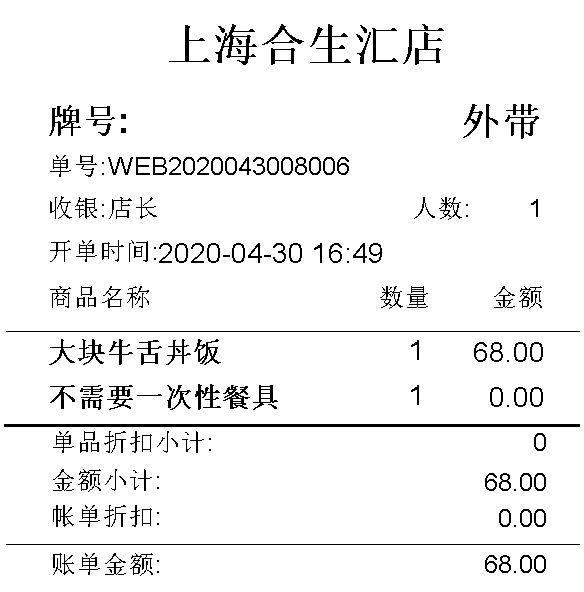 上海合生汇店
牌号: 外带
单号:WEB2020043008006
收银:店长 人数: 1
开单时间:2020-04-30 16:49
商品名称 数量 金额
大块牛舌丼饭 1 68.00
不需要一次性餐具 1 0.00
单品折扣小计: 0
金额小计: 68.00
帐单折扣: 0.00
账单金额: 68.00